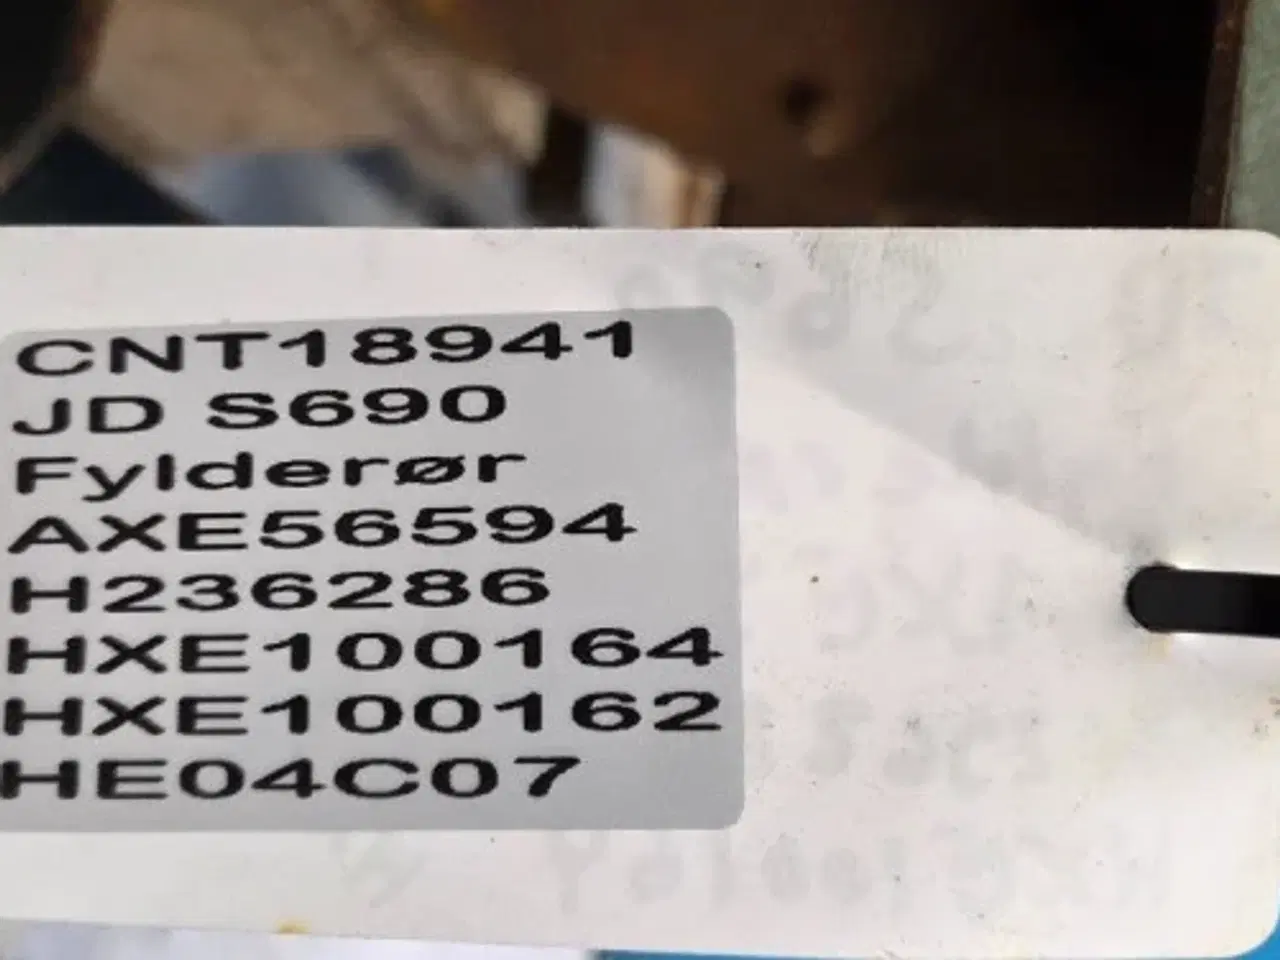 CNT18941
JD S690
Fylderør
AXE56594
H236286
HXE100164
HXE100162
HE04C07